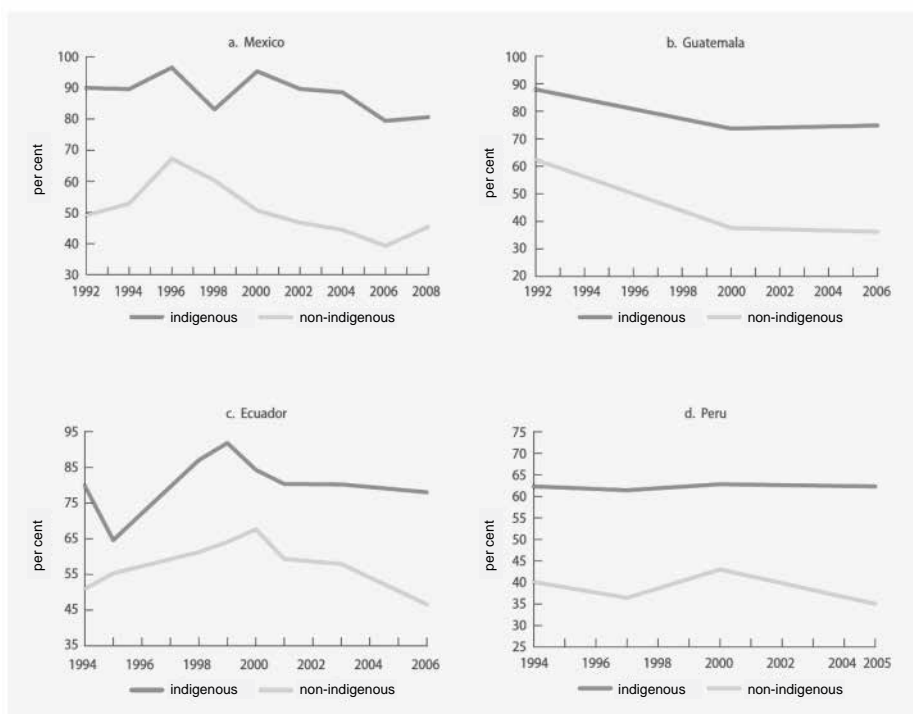 a. Mexico
100
90
80
70
60
50
40
30
per cent
1992 1994 1996 1998 2000 2002 2004 2006 2008
indigenous non-indigenous
b. Guatemala
100
90
80
70
60
50
40
30
20
per cent
1992 1994 1996 1998 2000 2002 2004 2006
indigenous non-indigenous
c. Ecuador
95
85
75
65
55
45
35
per cent
1994 1996 1998 2000 2002 2004 2006
indigenous non-indigenous
d. Peru
75
70
65
60
55
50
45
40
35
30
25
per cent
1994 1996 1998 2000 2002 2004 2005
indigenous non-indigenous